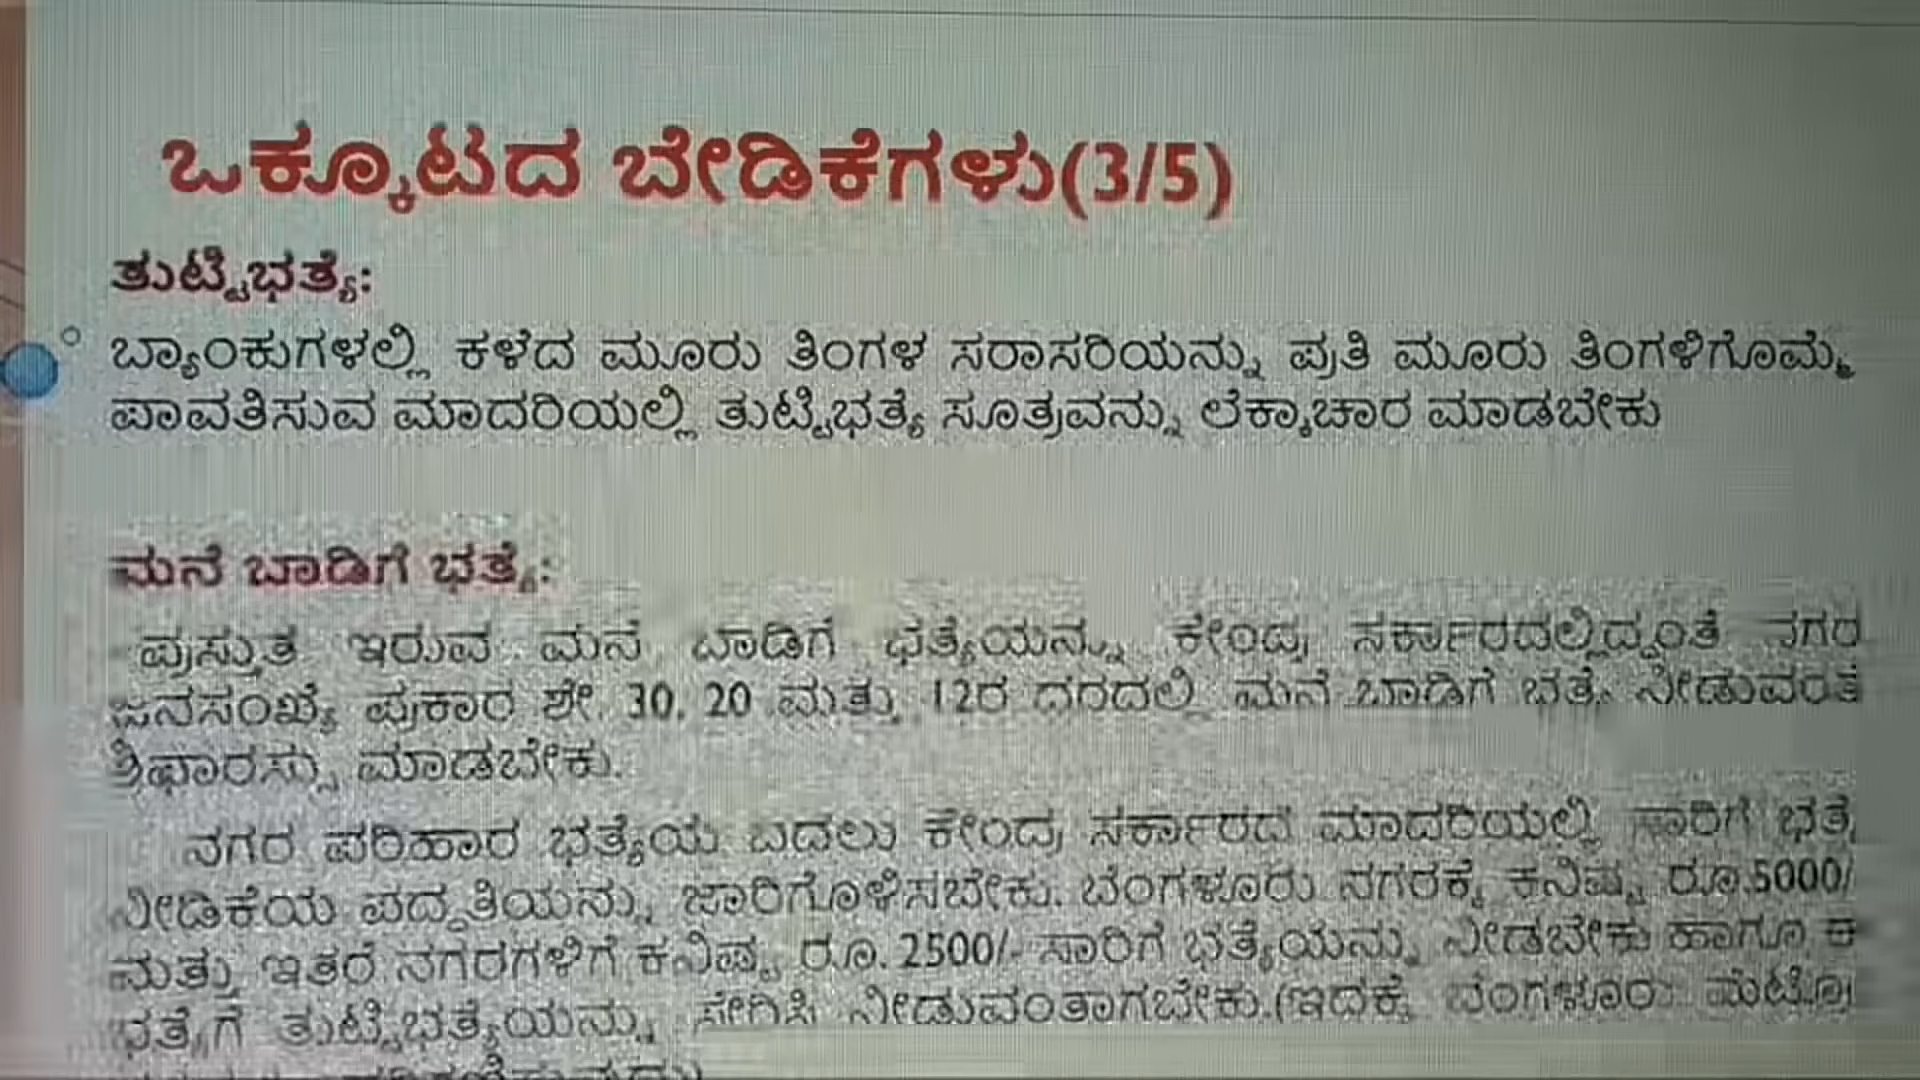 ಒಕ್ಕೂಟದ ಬೇಡಿಕೆಗಳು(3/5)
ತುಟ್ಟಿಭತ್ಯೆ:
ಬ್ಯಾಂಕುಗಳಲ್ಲಿ ಕಳೆದ ಮೂರು ತಿಂಗಳ ಸರಾಸರಿಯನ್ನು ಪ್ರತಿ ಮೂರು ತಿಂಗಳಿಗೊಮ್ಮೆ
ಪಾವತಿಸುವ ಮಾದರಿಯಲ್ಲಿ ತುಟ್ಟಿಭತ್ಯೆ ಸೂತ್ರವನ್ನು ಲೆಕ್ಕಾಚಾರ ಮಾಡಬೇಕು
ಮನೆ ಬಾಡಿಗೆ ಭತ್ಯೆ:
ಪ್ರಸ್ತುತ ಇರುವ ಮನೆ ಬಾಡಿಗೆ ಭತ್ಯೆಯನ್ನು ಕೇಂದ್ರ ಸರ್ಕಾರದಲ್ಲಿದ್ದಂತೆ ನಗರ
ಜನಸಂಖ್ಯೆ ಪ್ರಕಾರ ಶೇ. 30, 20 ಮತ್ತು 12ರ ದರದಲ್ಲಿ ಮನೆ ಬಾಡಿಗೆ ಭತ್ಯೆ ನೀಡುವಂತೆ
ಶಿಫಾರಸ್ಸು ಮಾಡಬೇಕು.
ನಗರ ಪರಿಹಾರ ಭತ್ಯೆಯ ಬದಲು ಕೇಂದ್ರ ಸರ್ಕಾರದ ಮಾದರಿಯಲ್ಲಿ ಸಾರಿಗೆ ಭತ್ಯೆ
ನೀಡಿಕೆಯ ಪದ್ಧತಿಯನ್ನು ಜಾರಿಗೊಳಿಸಬೇಕು. ಬೆಂಗಳೂರು ನಗರಕ್ಕೆ ಕನಿಷ್ಟ ರೂ.5000/
ಮತ್ತು ಇತರೆ ನಗರಗಳಿಗೆ ಕನಿಷ್ಟ ರೂ. 2500/- ಸಾರಿಗೆ ಭತ್ಯೆಯನ್ನು ನೀಡಬೇಕು ಹಾಗೂ ಈ
ಭತ್ಯೆಗೆ ತುಟ್ಟಿಭತ್ಯೆಯನ್ನು ಸೇರಿಸಿ ನೀಡುವಂತಾಗಬೇಕು.(ಇದಕ್ಕೆ ಬೆಂಗಳೂರು ಮೆಟ್ರೋ